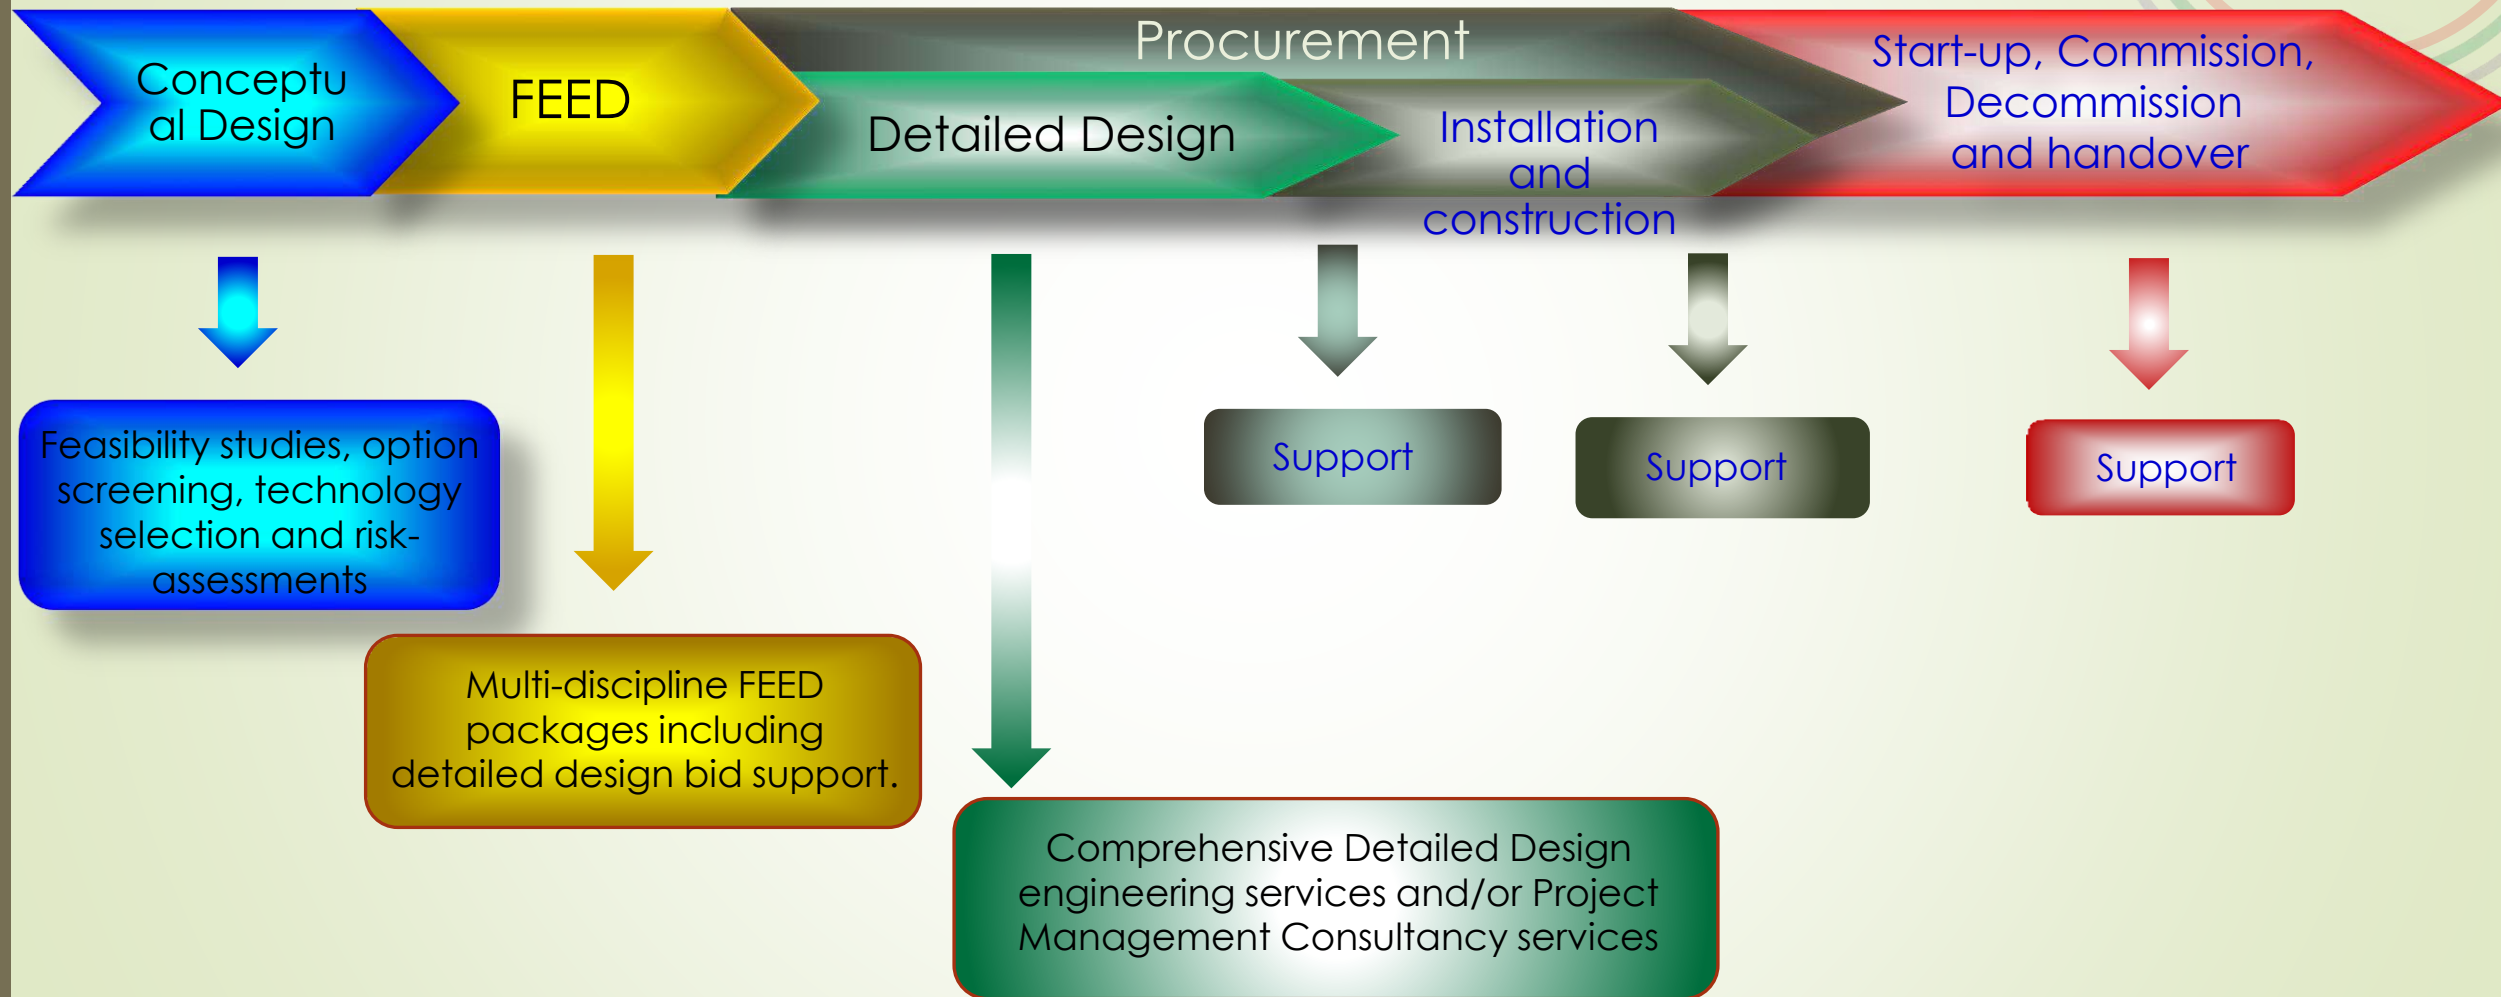 Conceptu
al Design
FEED
Procurement
Detailed Design
Installation
and
construction
Start-up, Commission,
Decommission
and handover
Feasibility studies, option
screening, technology
selection and risk-
assessments
Multi-discipline FEED
packages including
detailed design bid support.
Comprehensive Detailed Design
engineering services and/or Project
Management Consultancy services
Support
Support
Support